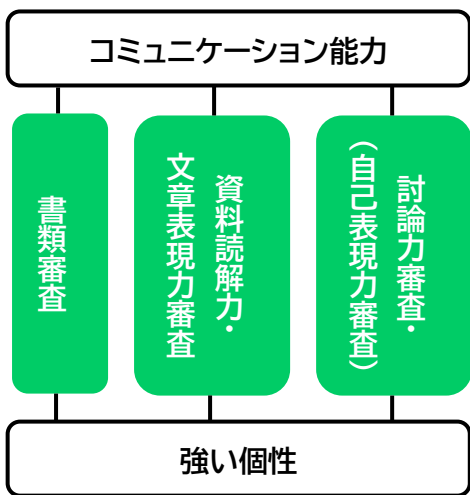 コミュニケーション能力
書類審査
資料読解力・
文章表現力審査
討論力審査・
（自己表現力審査）
強い個性